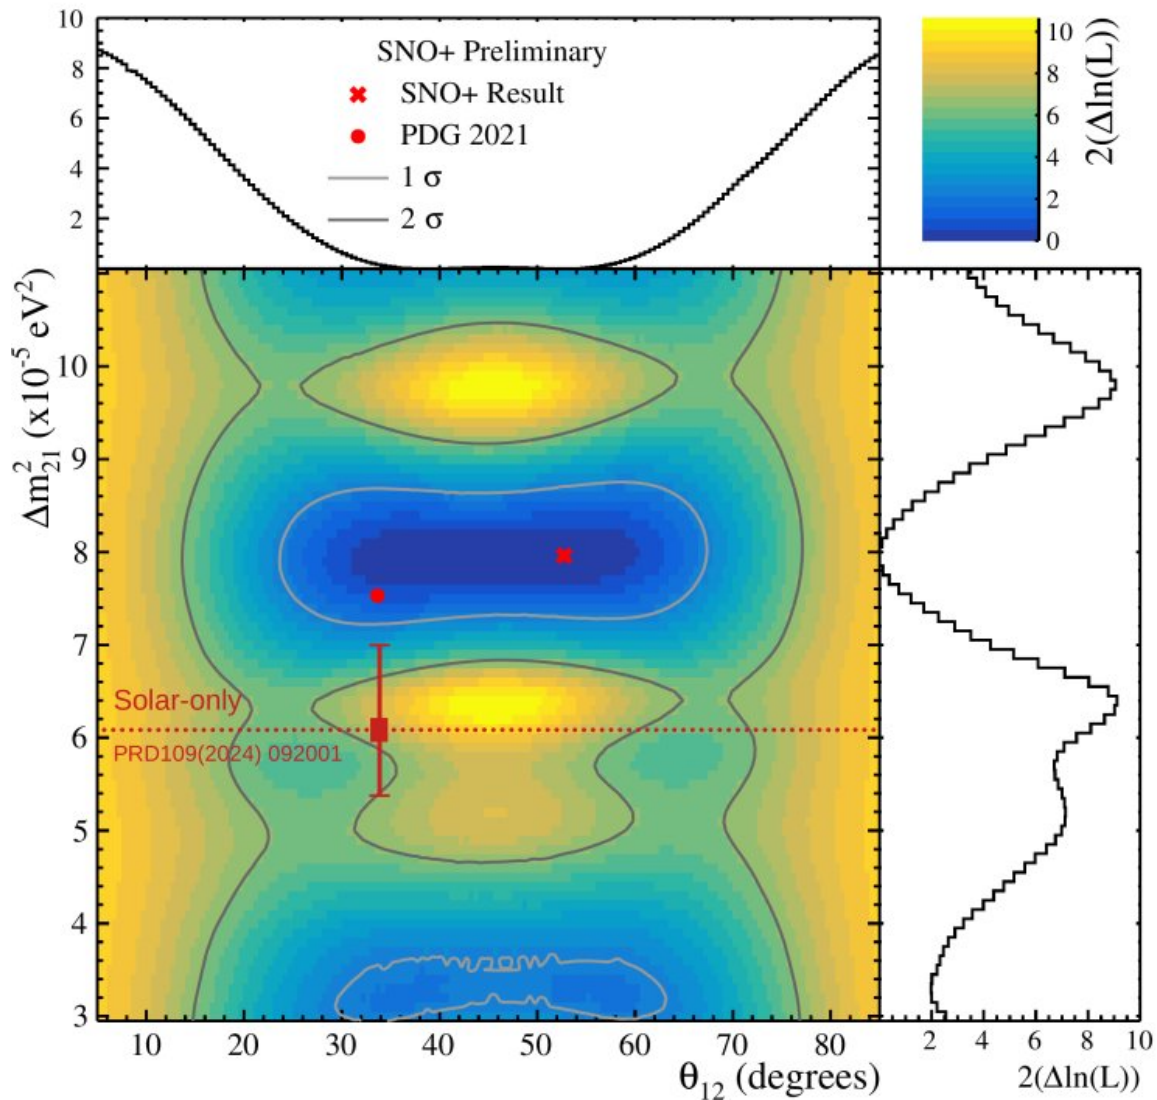 10
8
6
4
2
SNO+ Preliminary
SNO+ Result
PDG 2021
1 σ
2 σ
10
8
6
4
2
0
2(Δln(L))
Δm²₂₁ (x10⁻⁵ eV²)
10
9
8
7
6
5
4
3
Solar-only
PRD109(2024) 092001
10 20 30 40 50 60 70 80
θ₁₂ (degrees)
2 4 6 8 10
2(Δln(L))